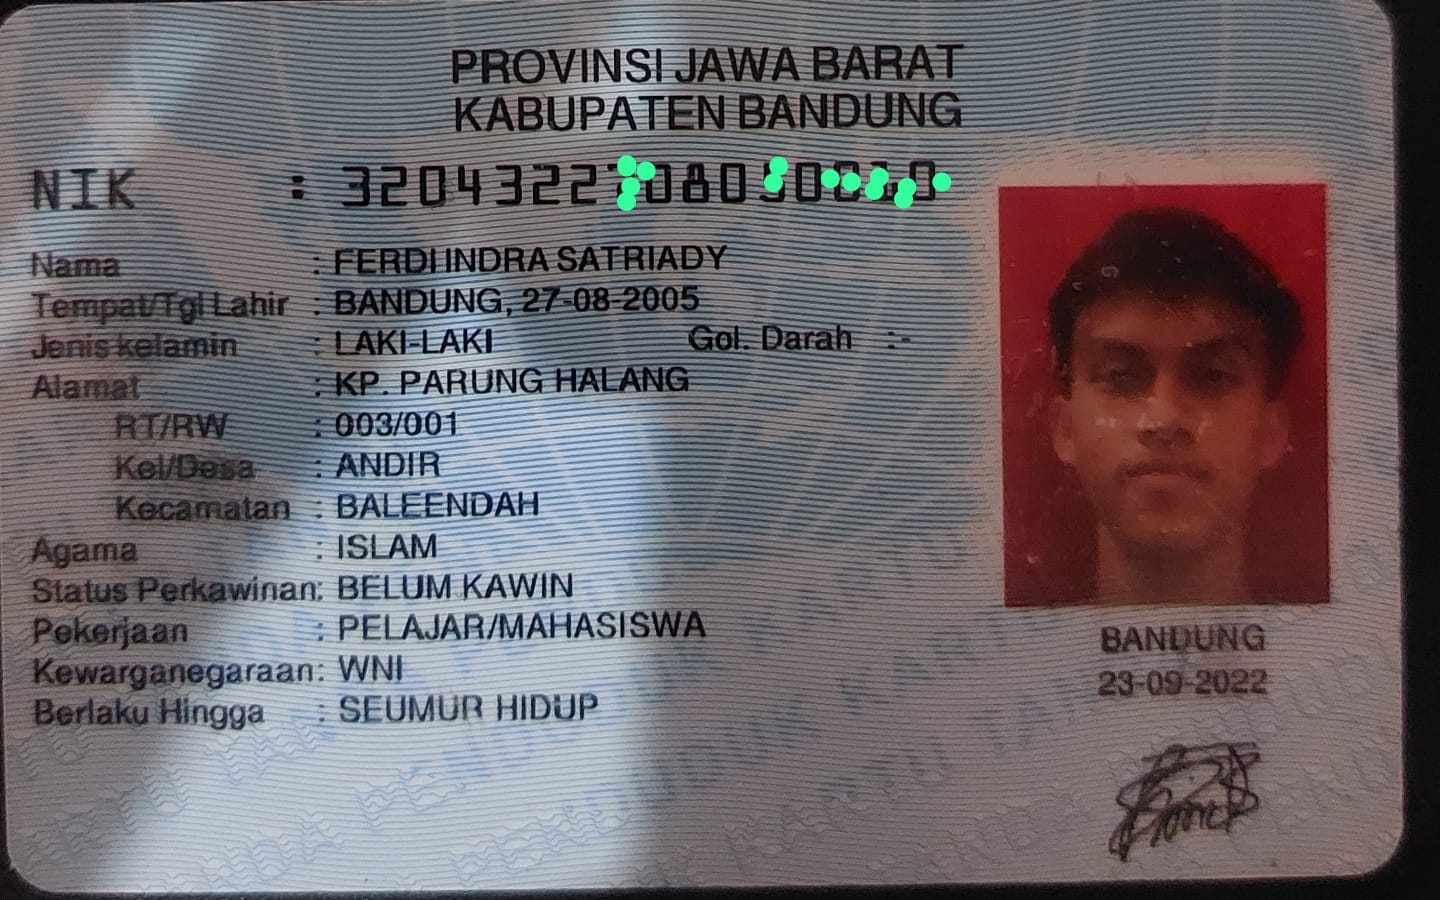 PROVINSI JAWA BARAT
KABUPATEN BANDUNG
NIK :
Nama : FERDI INDRA SATRIADY
Tempat/Tgl Lahir : BANDUNG, 27-08-2005
Jenis kelamin : LAKI-LAKI Gol. Darah : -
Alamat : KP. PARUNG HALANG
RT/RW : 003/001
Kel/Desa : ANDIR
Kecamatan : BALEENDAH
Agama : ISLAM
Status Perkawinan: BELUM KAWIN
Pekerjaan : PELAJAR/MAHASISWA
Kewarganegaraan: WNI
Berlaku Hingga : SEUMUR HIDUP
BANDUNG
23-09-2022